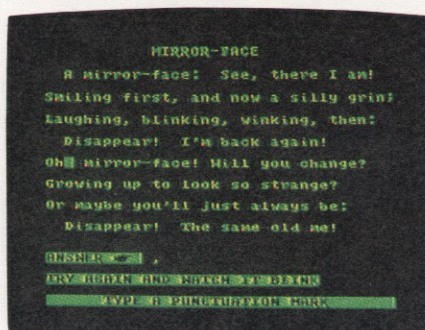 MIRROR-FACE
A mirror-face: See, there I am!
Smiling first, and now a silly grin;
Laughing, blinking, winking, then:
Disappear! I'm back again!
Oh mirror-face! Will you change?
Growing up to look so strange?
Or maybe you'll just always be:
Disappear! The same old me!
ANSWER ,
TRY AGAIN AND WATCH IT BLINK
TYPE A PUNCTUATION MARK